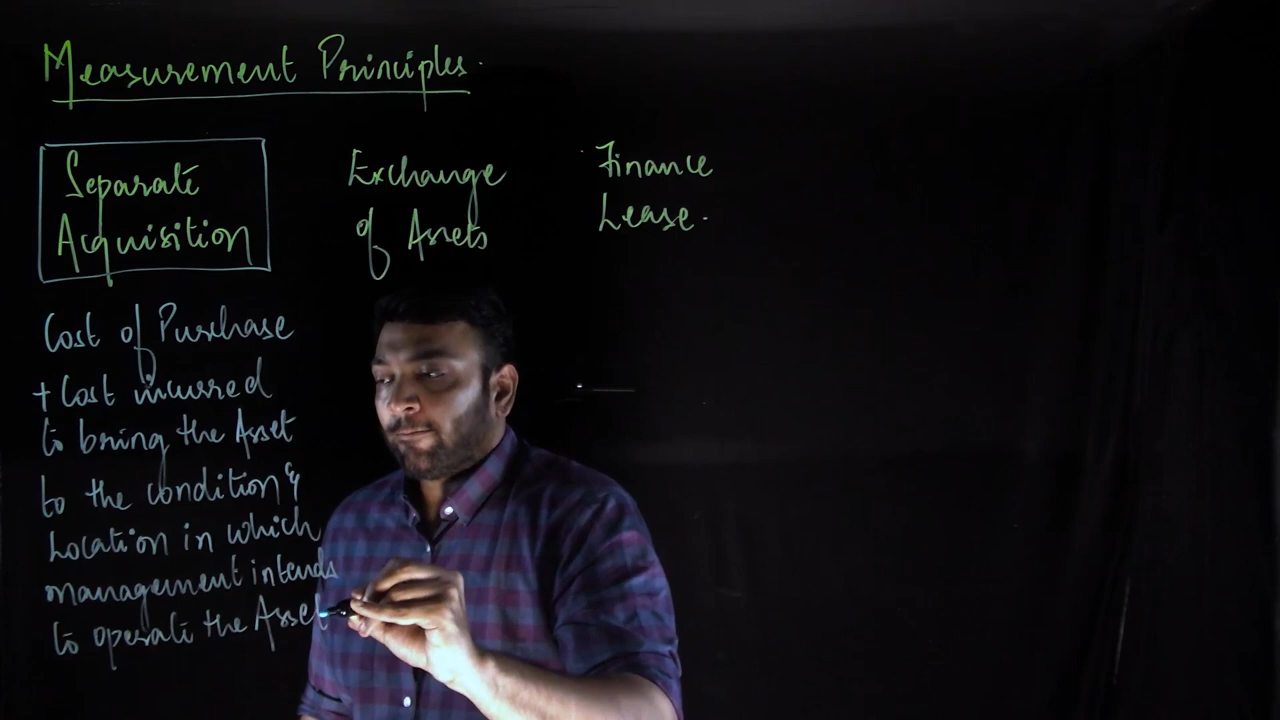 Measurement Principles.
Separate
Acquisition
Exchange
of Assets
Finance
Lease.
Cost of Purchase
+ Cost incurred
to bring the Asset
to the condition &
Location in which
management intends
to operate the Asset